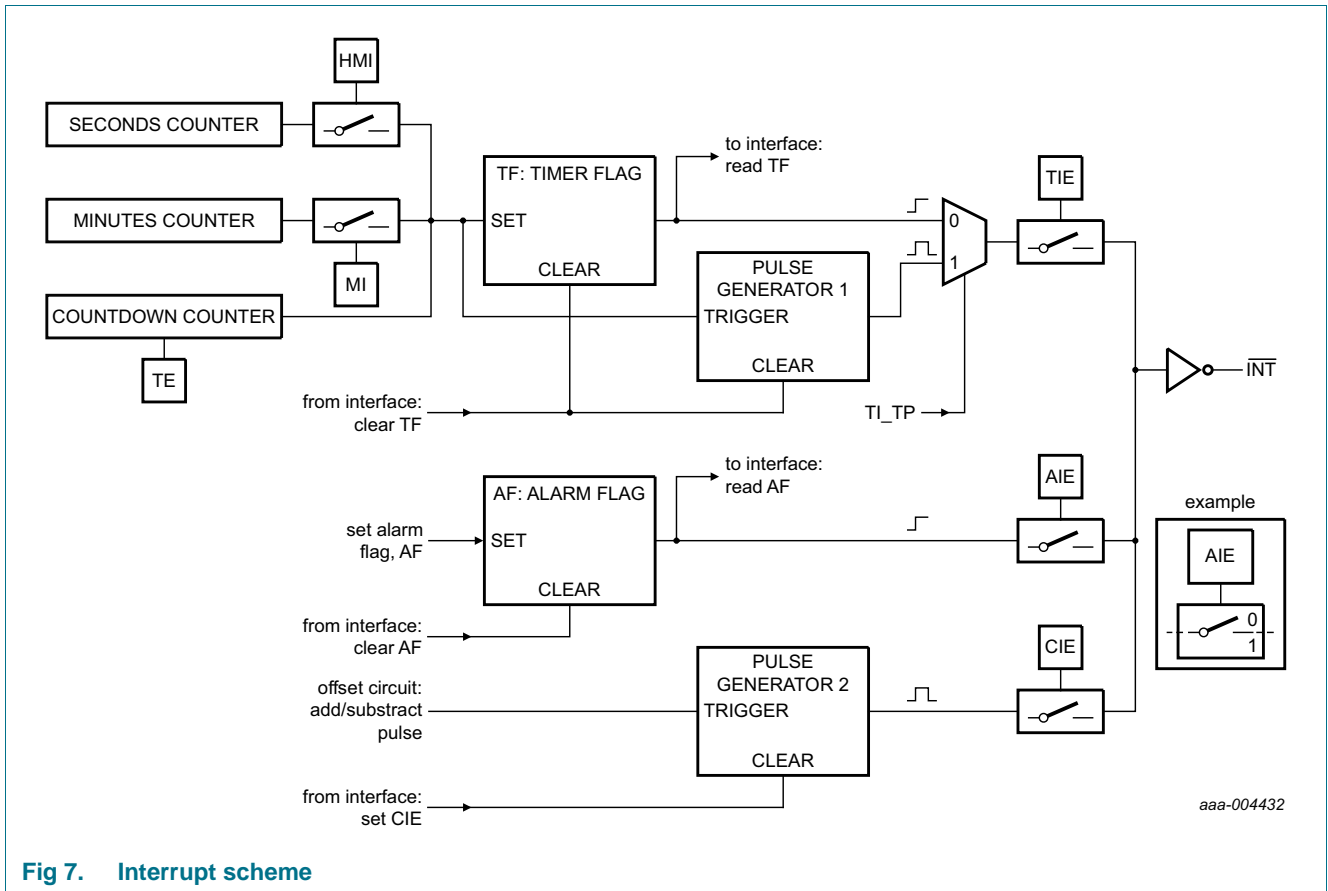 HMI
SECONDS COUNTER
MINUTES COUNTER
MI
COUNTDOWN COUNTER
TE
TF: TIMER FLAG
SET
CLEAR
to interface:
read TF
PULSE
GENERATOR 1
TRIGGER
CLEAR
from interface:
clear TF
0
1
TI_TP
TIE
INT
AF: ALARM FLAG
set alarm
flag, AF
SET
CLEAR
to interface:
read AF
from interface:
clear AF
AIE
example
AIE
0
1
PULSE
GENERATOR 2
offset circuit:
add/substract
pulse
TRIGGER
CLEAR
from interface:
set CIE
CIE
aaa-004432
Fig 7. Interrupt scheme